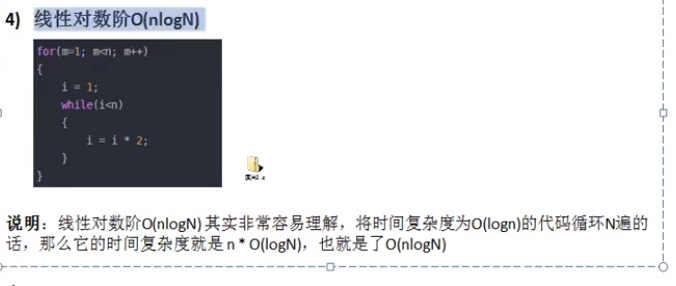 4) 线性对数阶O(nlogN)
for(m=1; m<n; m++)
{
i = 1;
while(i<n)
{
i = i * 2;
}
}
说明：线性对数阶O(nlogN) 其实非常容易理解，将时间复杂度为O(logn)的代码循环N遍的
话，那么它的时间复杂度就是 n * O(logN)，也就是了O(nlogN)